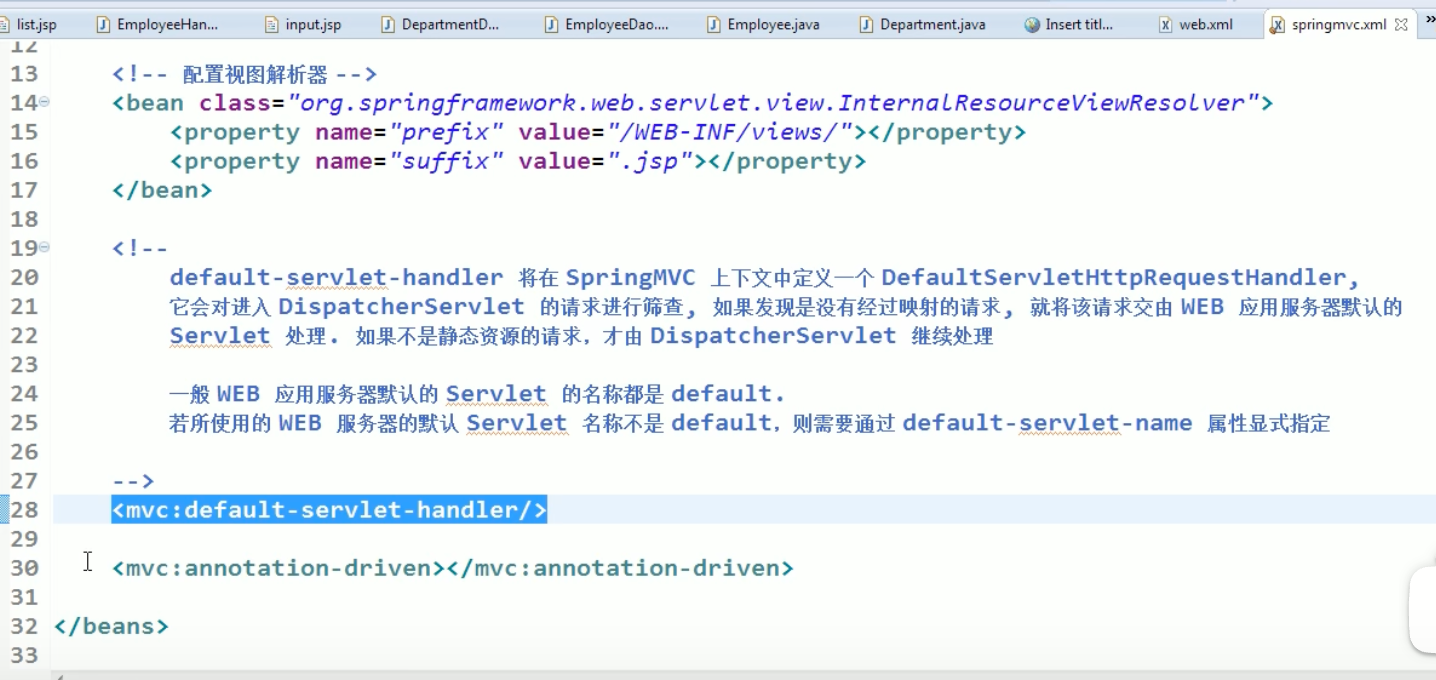 list.jsp EmployeeHan... input.jsp DepartmentD... EmployeeDao.... Employee.java Department.java Insert titl... web.xml springmvc.xml
12
13 <!-- 配置视图解析器 -->
14 <bean class="org.springframework.web.servlet.view.InternalResourceViewResolver">
15 <property name="prefix" value="/WEB-INF/views/"></property>
16 <property name="suffix" value=".jsp"></property>
17 </bean>
18
19 <!--
20 default-servlet-handler 将在 SpringMVC 上下文中定义一个 DefaultServletHttpRequestHandler,
21 它会对进入 DispatcherServlet 的请求进行筛查, 如果发现是没有经过映射的请求, 就将该请求交由 WEB 应用服务器默认的
22 Servlet 处理. 如果不是静态资源的请求，才由 DispatcherServlet 继续处理
23
24 一般 WEB 应用服务器默认的 Servlet 的名称都是 default.
25 若所使用的 WEB 服务器的默认 Servlet 名称不是 default，则需要通过 default-servlet-name 属性显式指定
26
27 -->
28 <mvc:default-servlet-handler/>
29
30 <mvc:annotation-driven></mvc:annotation-driven>
31
32 </beans>
33